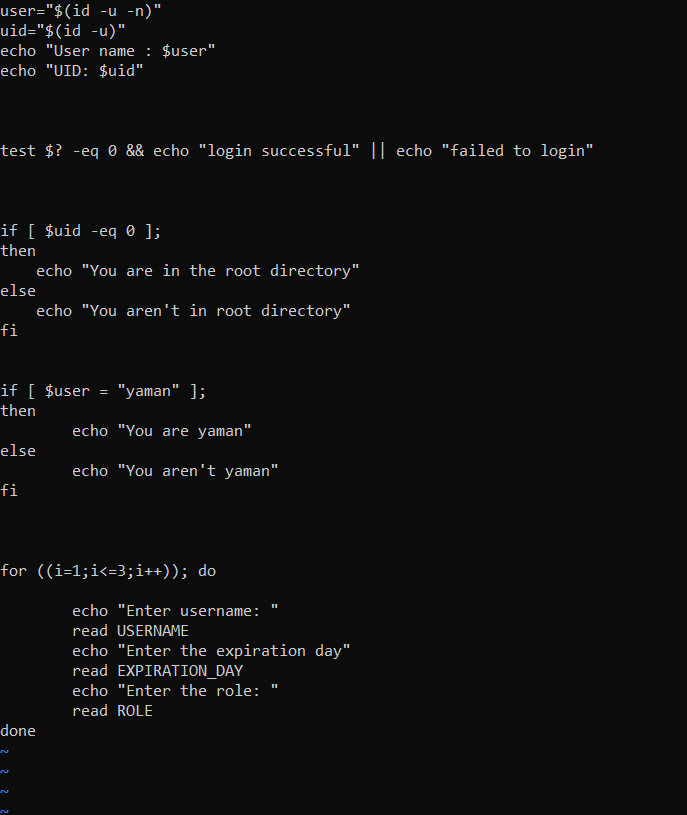 user="$(id -u -n)"
uid="$(id -u)"
echo "User name : $user"
echo "UID: $uid"
test $? -eq 0 && echo "login successful" || echo "failed to login"
if [ $uid -eq 0 ];
then
    echo "You are in the root directory"
else
    echo "You aren't in root directory"
fi
if [ $user = "yaman" ];
then
        echo "You are yaman"
else
        echo "You aren't yaman"
fi
for ((i=1;i<=3;i++)); do
        echo "Enter username: "
        read USERNAME
        echo "Enter the expiration day"
        read EXPIRATION_DAY
        echo "Enter the role: "
        read ROLE
done
~
~
~
~